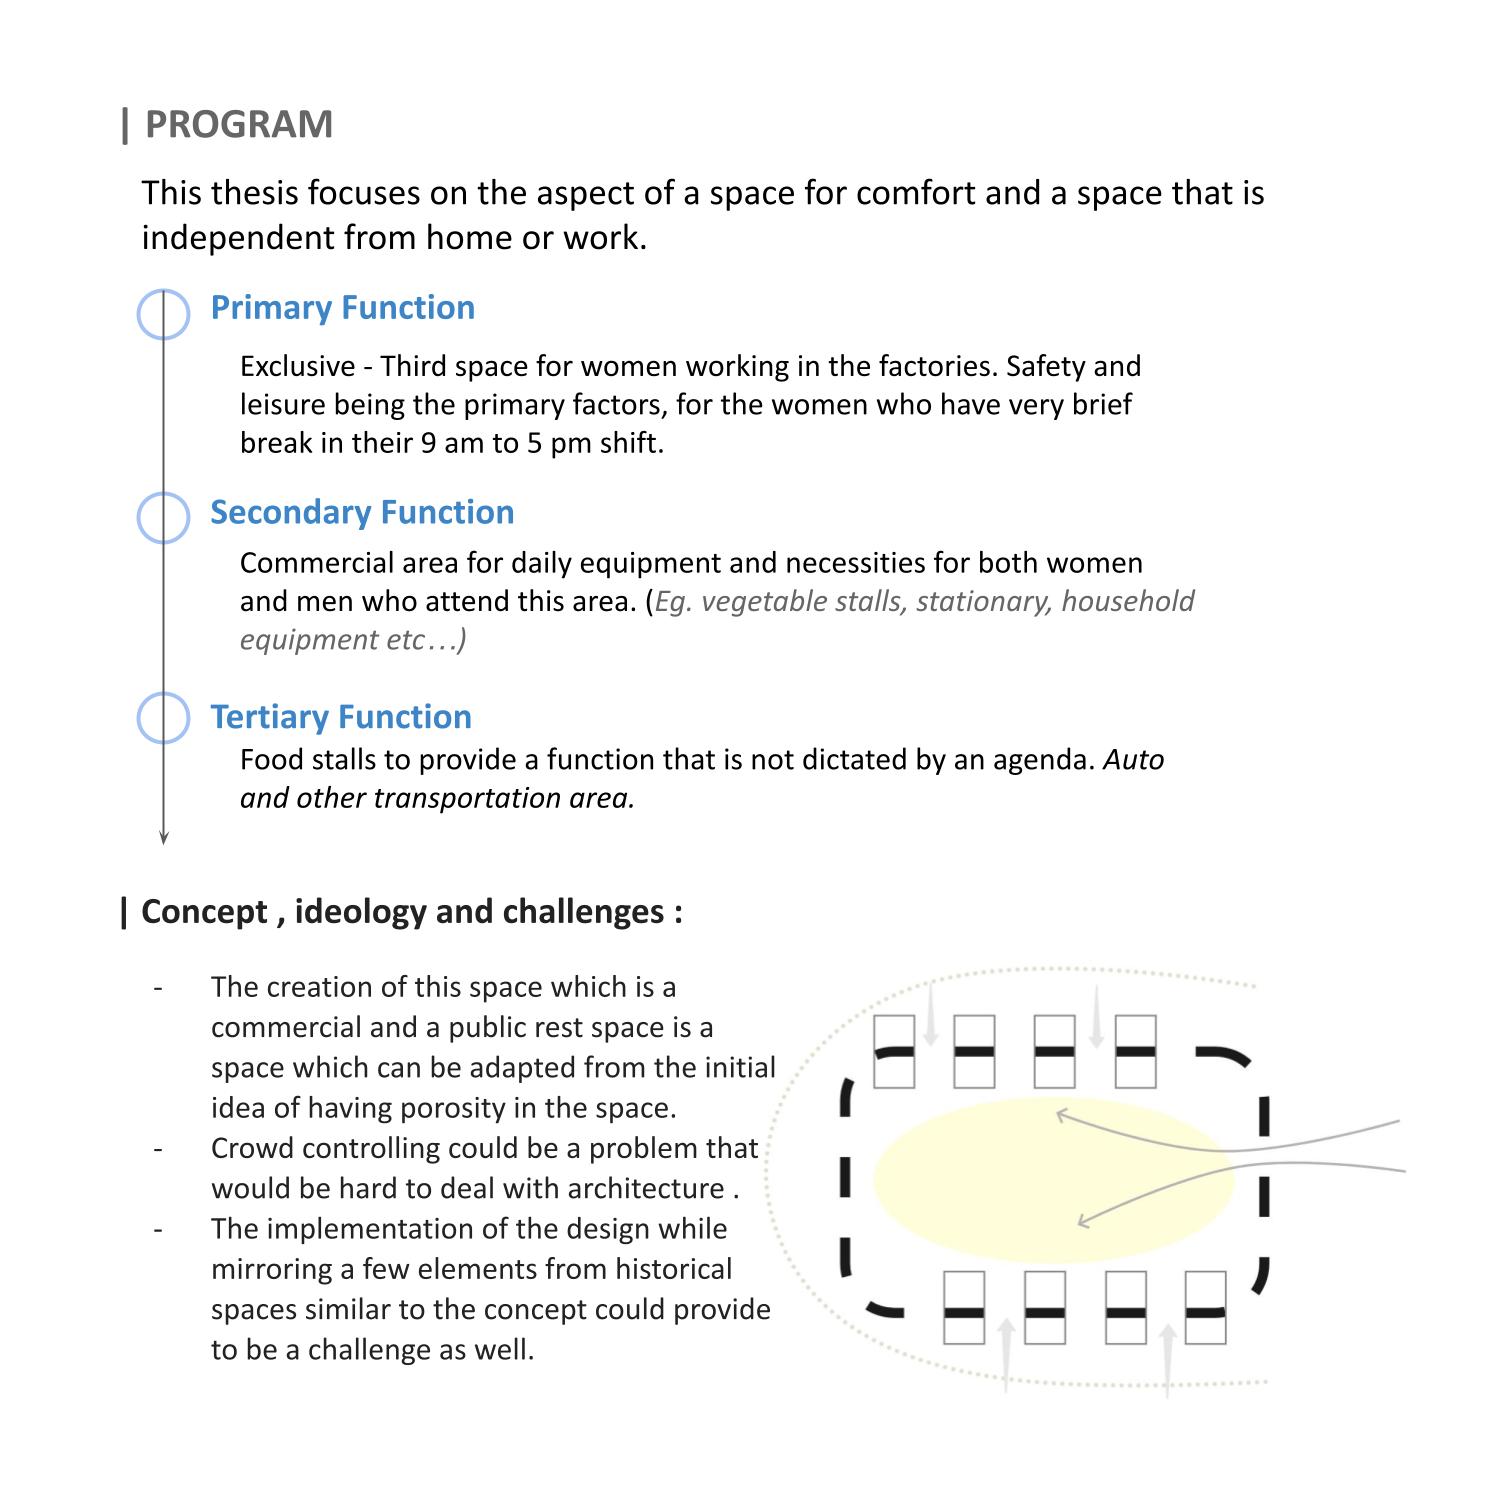 | PROGRAM
This thesis focuses on the aspect of a space for comfort and a space that is
independent from home or work.
Primary Function
Exclusive - Third space for women working in the factories. Safety and
leisure being the primary factors, for the women who have very brief
break in their 9 am to 5 pm shift.
Secondary Function
Commercial area for daily equipment and necessities for both women
and men who attend this area. (Eg. vegetable stalls, stationary, household
equipment etc...)
Tertiary Function
Food stalls to provide a function that is not dictated by an agenda. Auto
and other transportation area.
| Concept , ideology and challenges :
- The creation of this space which is a
commercial and a public rest space is a
space which can be adapted from the initial
idea of having porosity in the space.
- Crowd controlling could be a problem that
would be hard to deal with architecture .
- The implementation of the design while
mirroring a few elements from historical
spaces similar to the concept could provide
to be a challenge as well.